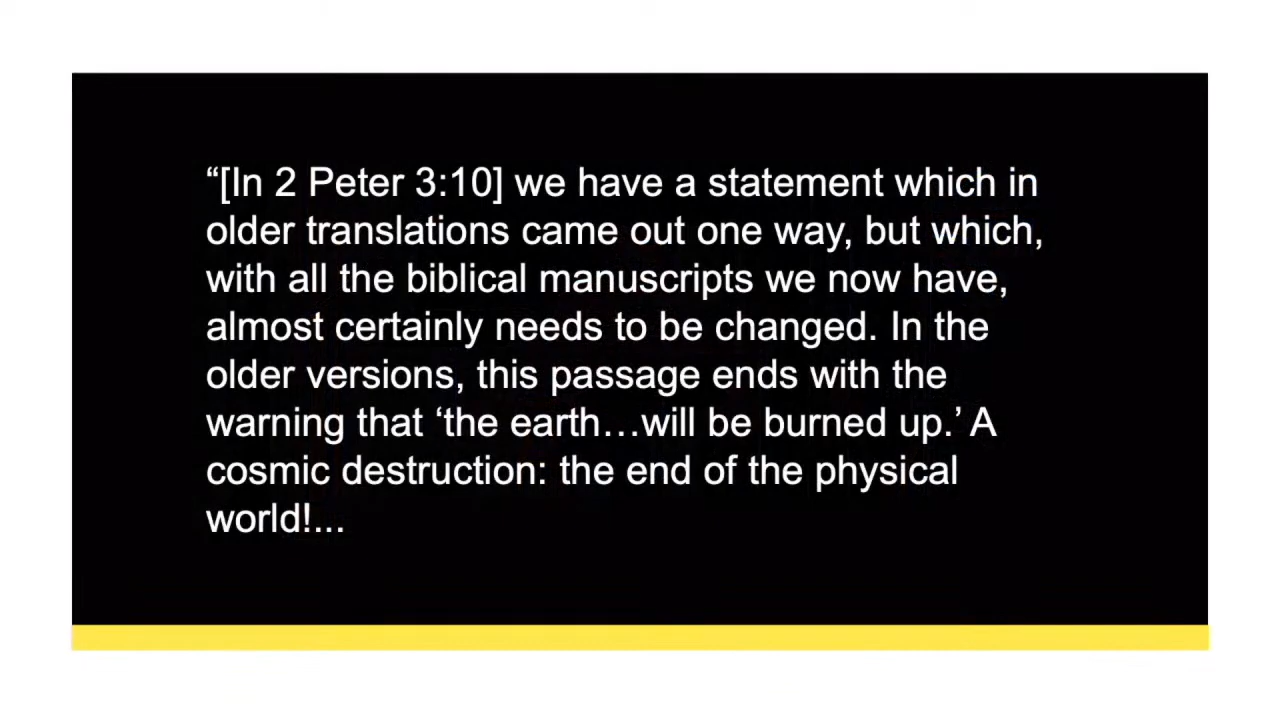 “[In 2 Peter 3:10] we have a statement which in
older translations came out one way, but which,
with all the biblical manuscripts we now have,
almost certainly needs to be changed. In the
older versions, this passage ends with the
warning that ‘the earth…will be burned up.’ A
cosmic destruction: the end of the physical
world!...